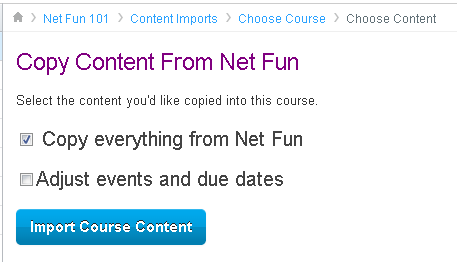 Net Fun 101 > Content Imports > Choose Course > Choose Content
Copy Content From Net Fun
Select the content you'd like copied into this course.
Copy everything from Net Fun
Adjust events and due dates
Import Course Content